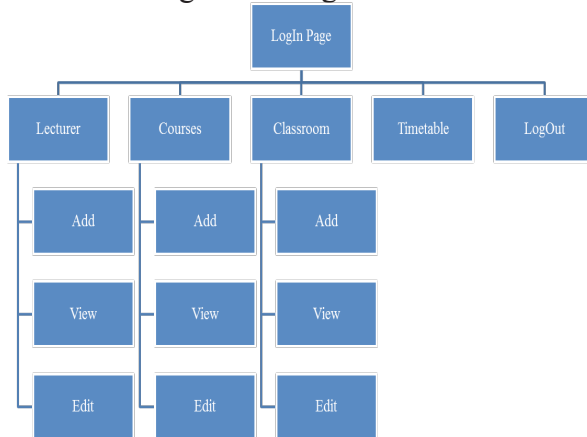 LogIn Page
Lecturer
Courses
Classroom
Timetable
LogOut
Add
Add
Add
View
View
View
Edit
Edit
Edit